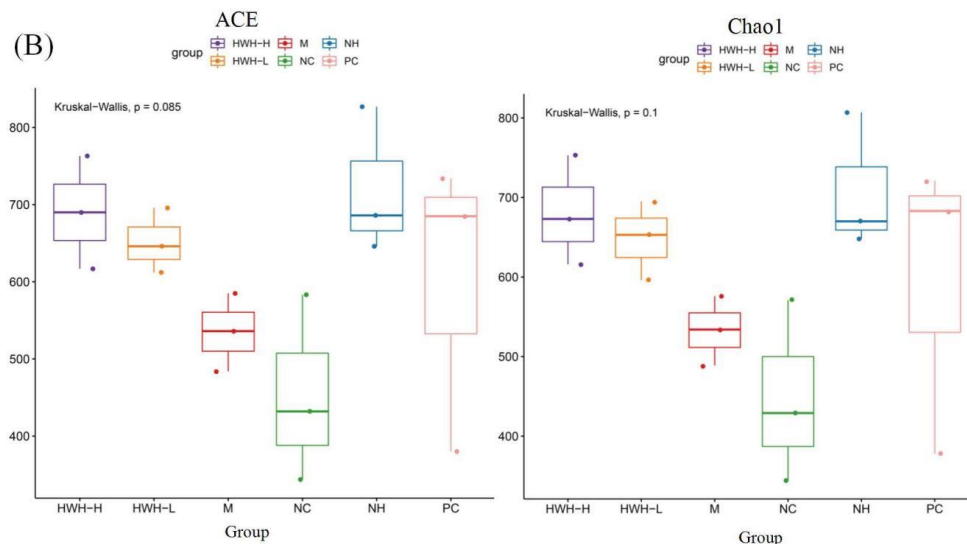 (B)
ACE
group HWH-H M NH
HWH-L NC PC
Kruskal-Wallis, p = 0.085
800
700
600
500
400
HWH-H HWH-L M NC NH PC
Group
Chao1
group HWH-H M NH
HWH-L NC PC
Kruskal-Wallis, p = 0.1
800
700
600
500
400
HWH-H HWH-L M NC NH PC
Group